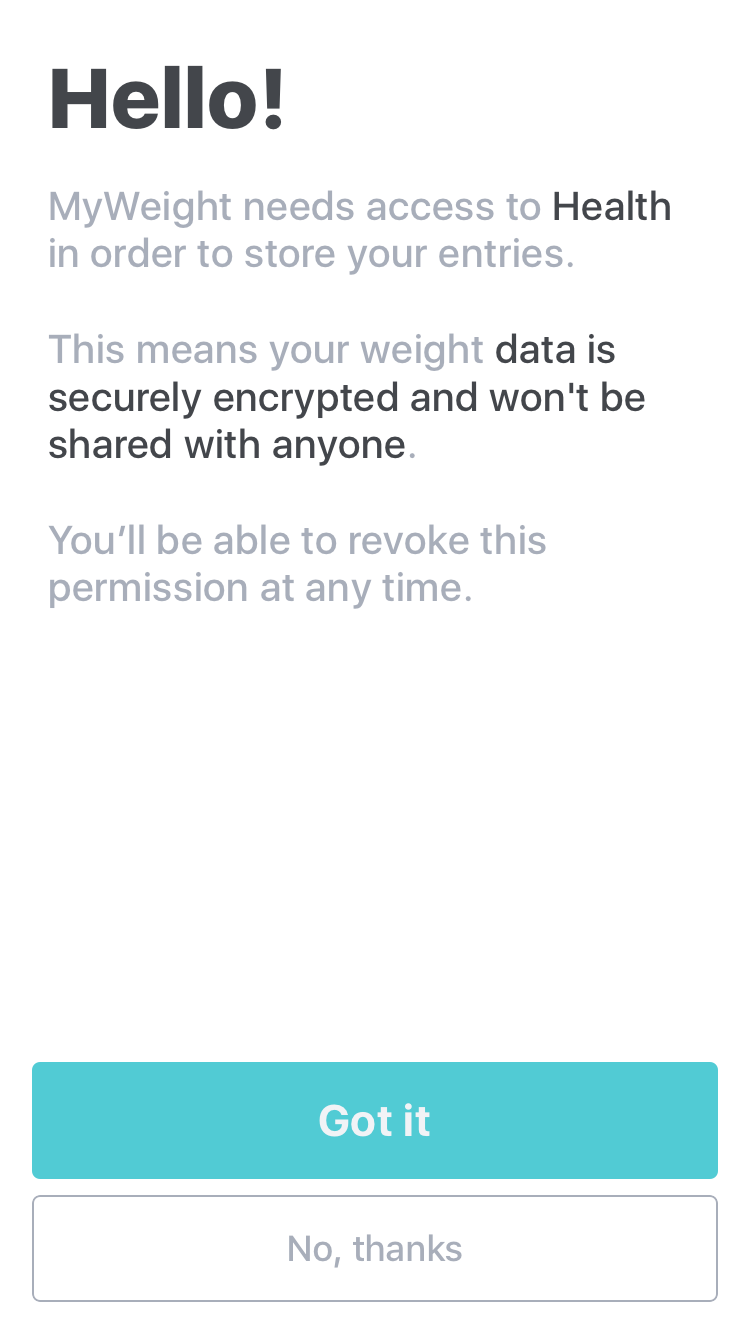 Hello!
MyWeight needs access to Health
in order to store your entries.
This means your weight data is
securely encrypted and won't be
shared with anyone.
You’ll be able to revoke this
permission at any time.
Got it
No, thanks